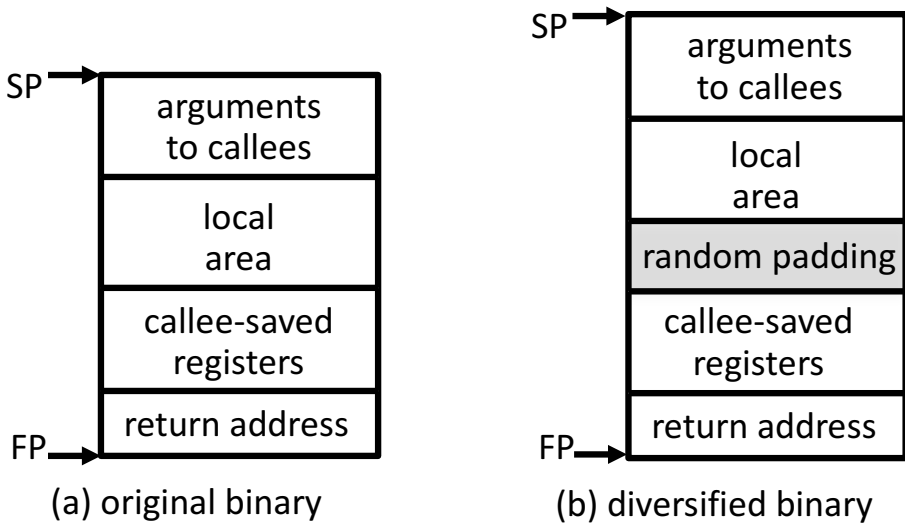 SP
arguments
to callees
local
area
callee-saved
registers
return address
FP
(a) original binary
SP
arguments
to callees
local
area
random padding
callee-saved
registers
return address
FP
(b) diversified binary